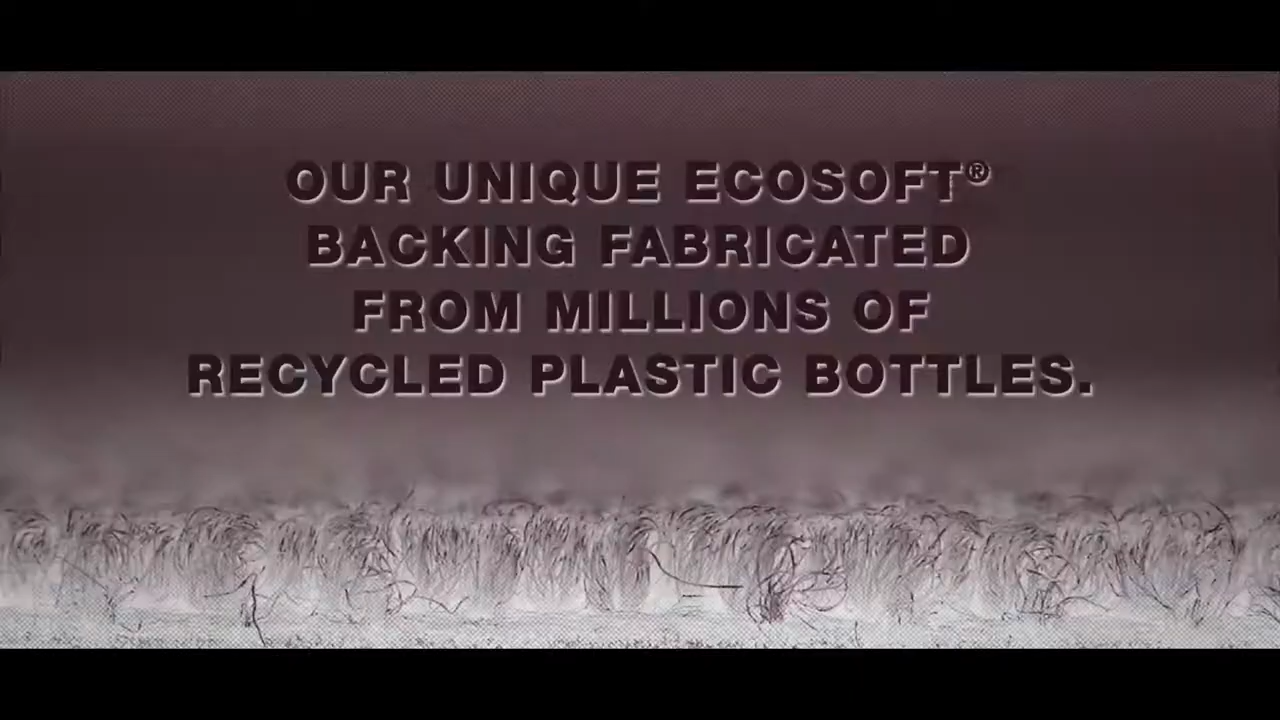 OUR UNIQUE ECOSOFT®
BACKING FABRICATED
FROM MILLIONS OF
RECYCLED PLASTIC BOTTLES.